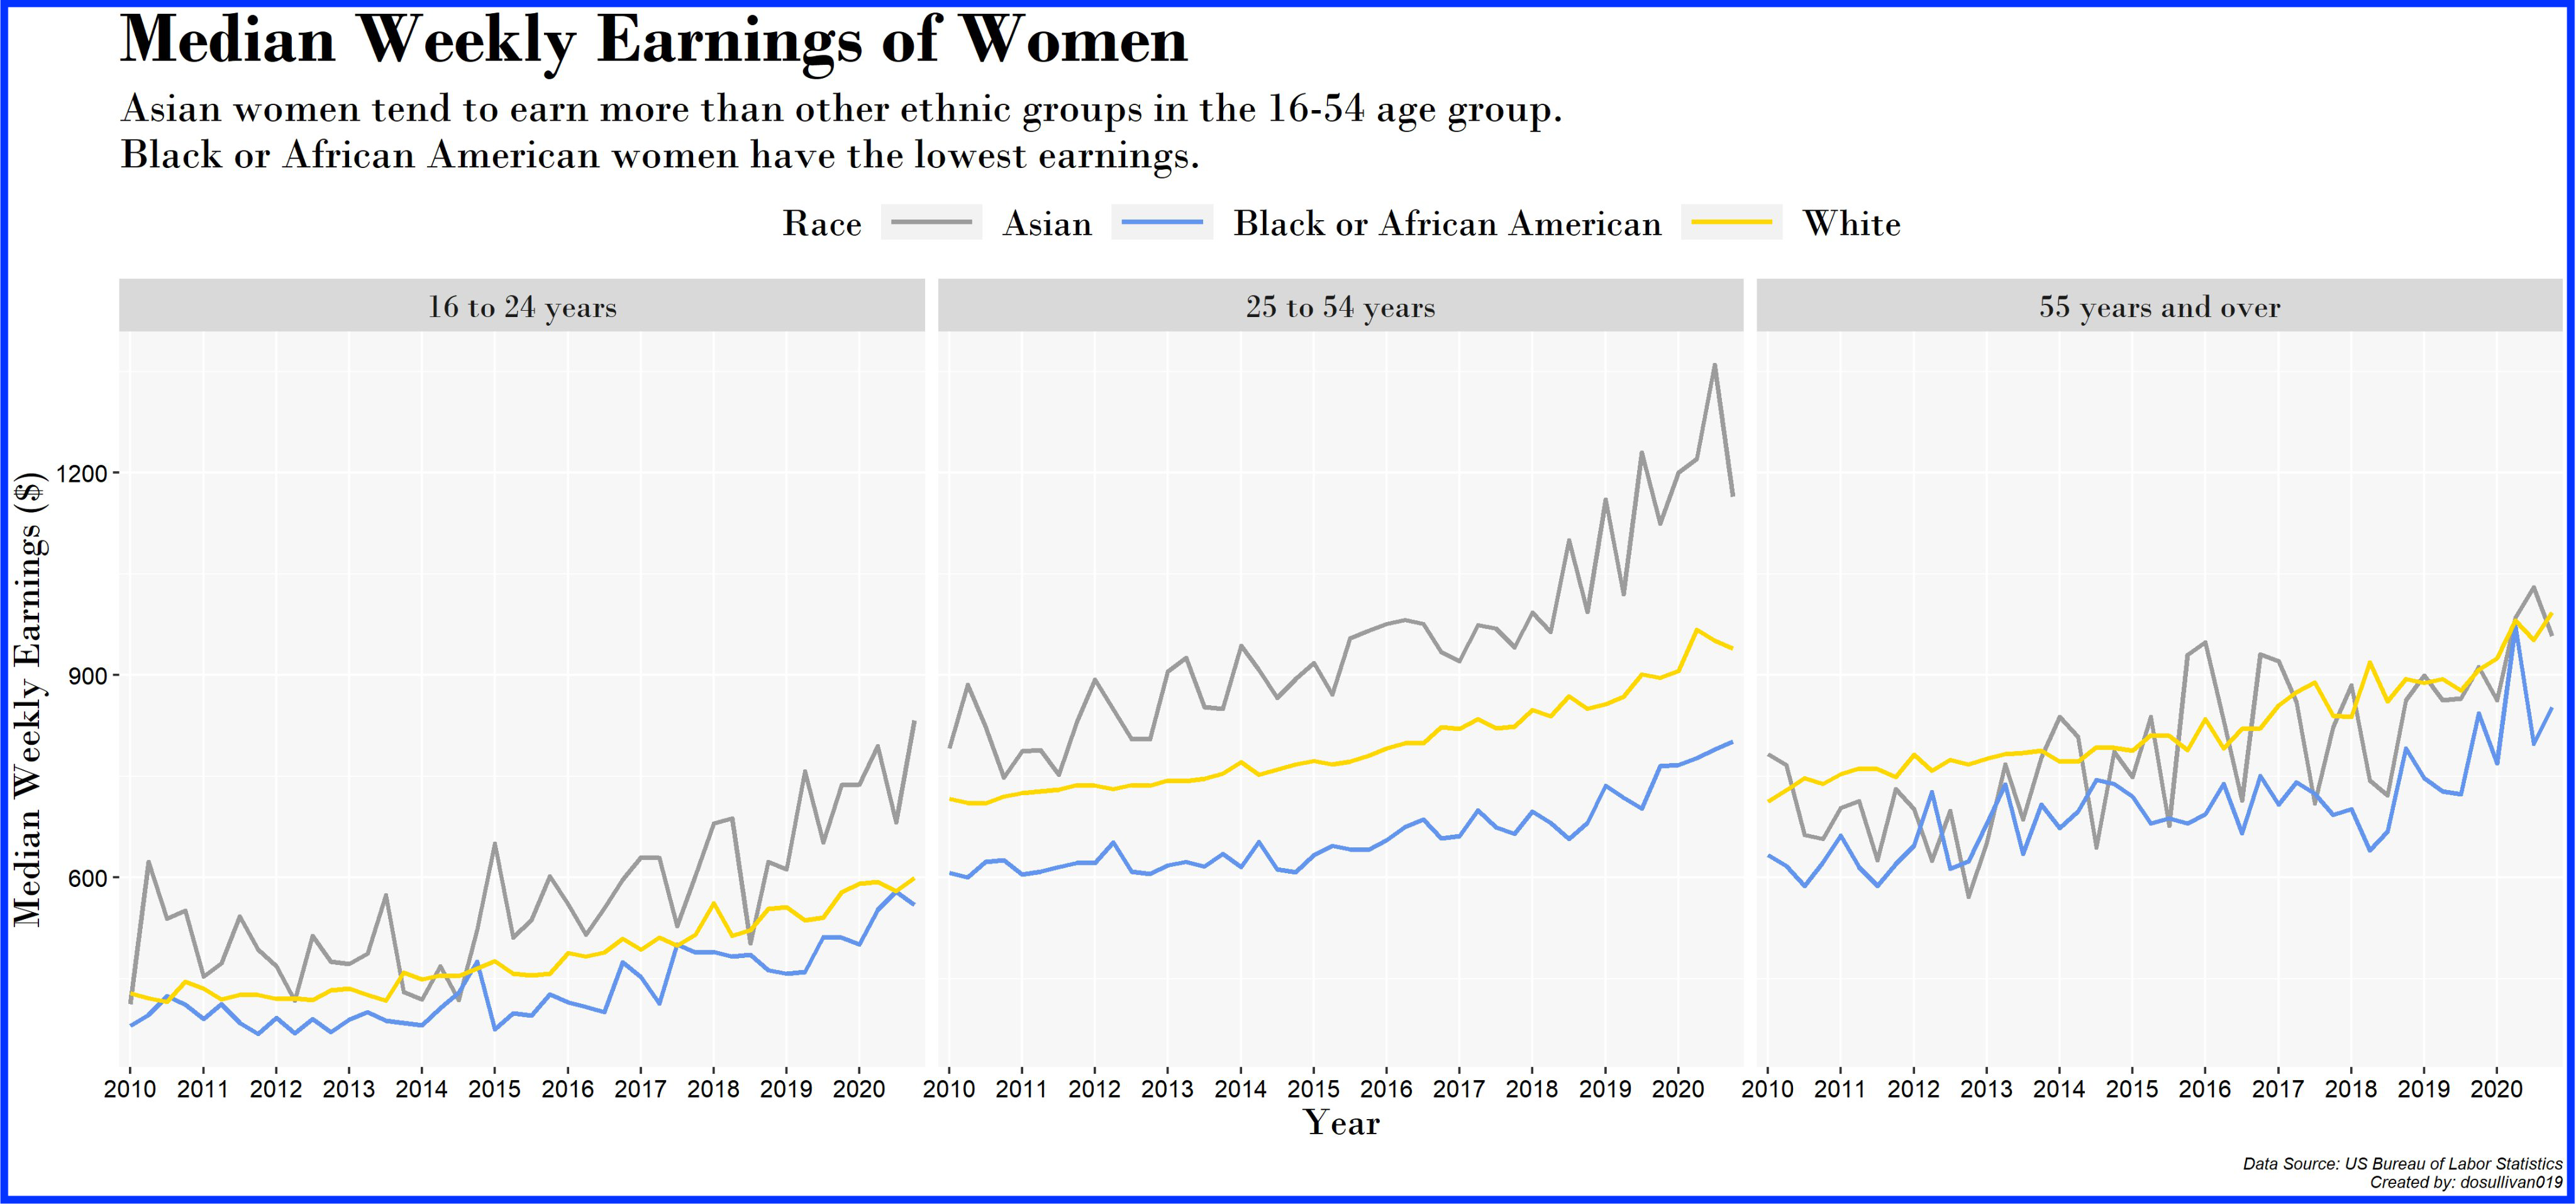 Median Weekly Earnings of Women
Asian women tend to earn more than other ethnic groups in the 16-54 age group.
Black or African American women have the lowest earnings.
Race Asian Black or African American White
16 to 24 years 25 to 54 years 55 years and over
Median Weekly Earnings ($)
1200
900
600
2010 2011 2012 2013 2014 2015 2016 2017 2018 2019 2020 2010 2011 2012 2013 2014 2015 2016 2017 2018 2019 2020 2010 2011 2012 2013 2014 2015 2016 2017 2018 2019 2020
Year
Data Source: US Bureau of Labor Statistics
Created by: dosullivan019